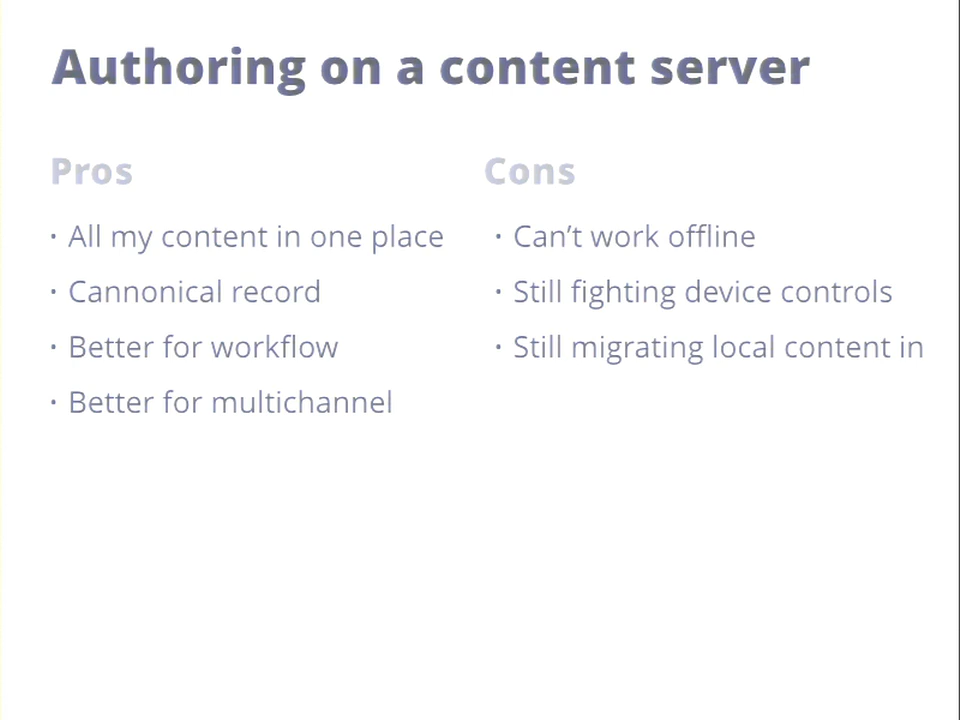 Authoring on a content server
Pros
• All my content in one place
• Cannonical record
• Better for workflow
• Better for multichannel
Cons
• Can’t work offline
• Still fighting device controls
• Still migrating local content in